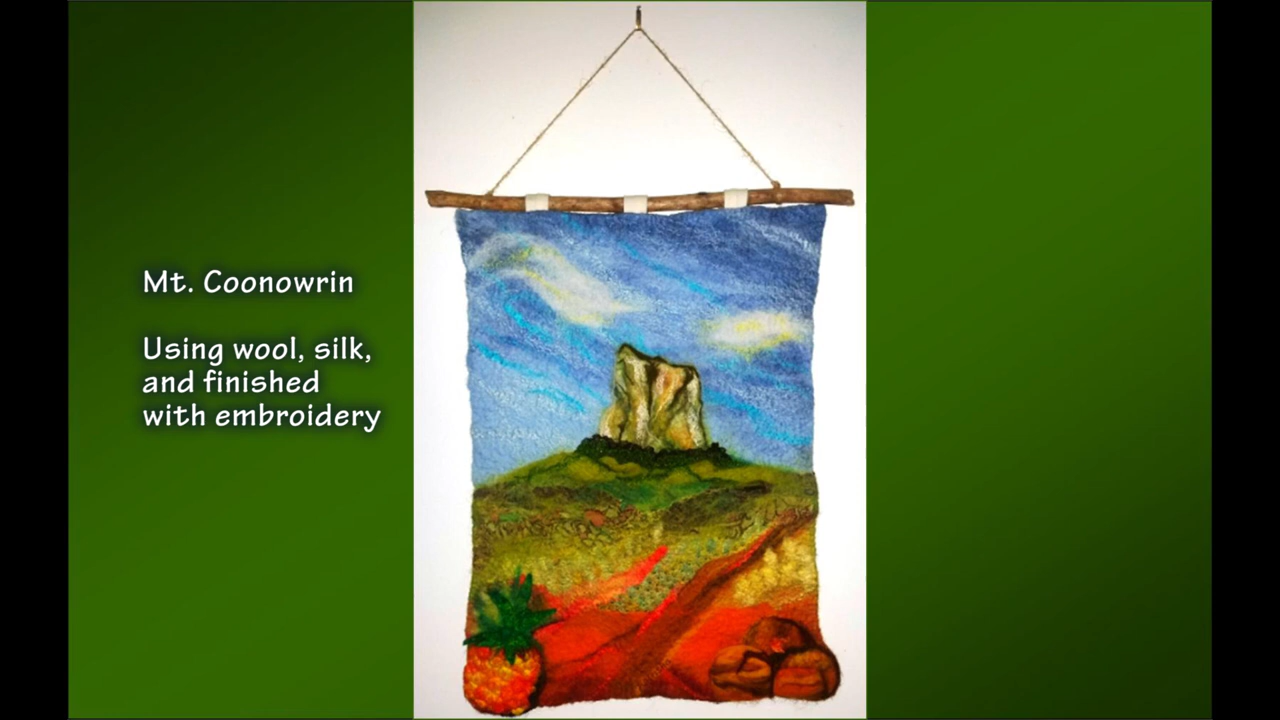 Mt. Coonowrin
Using wool, silk,
and finished
with embroidery